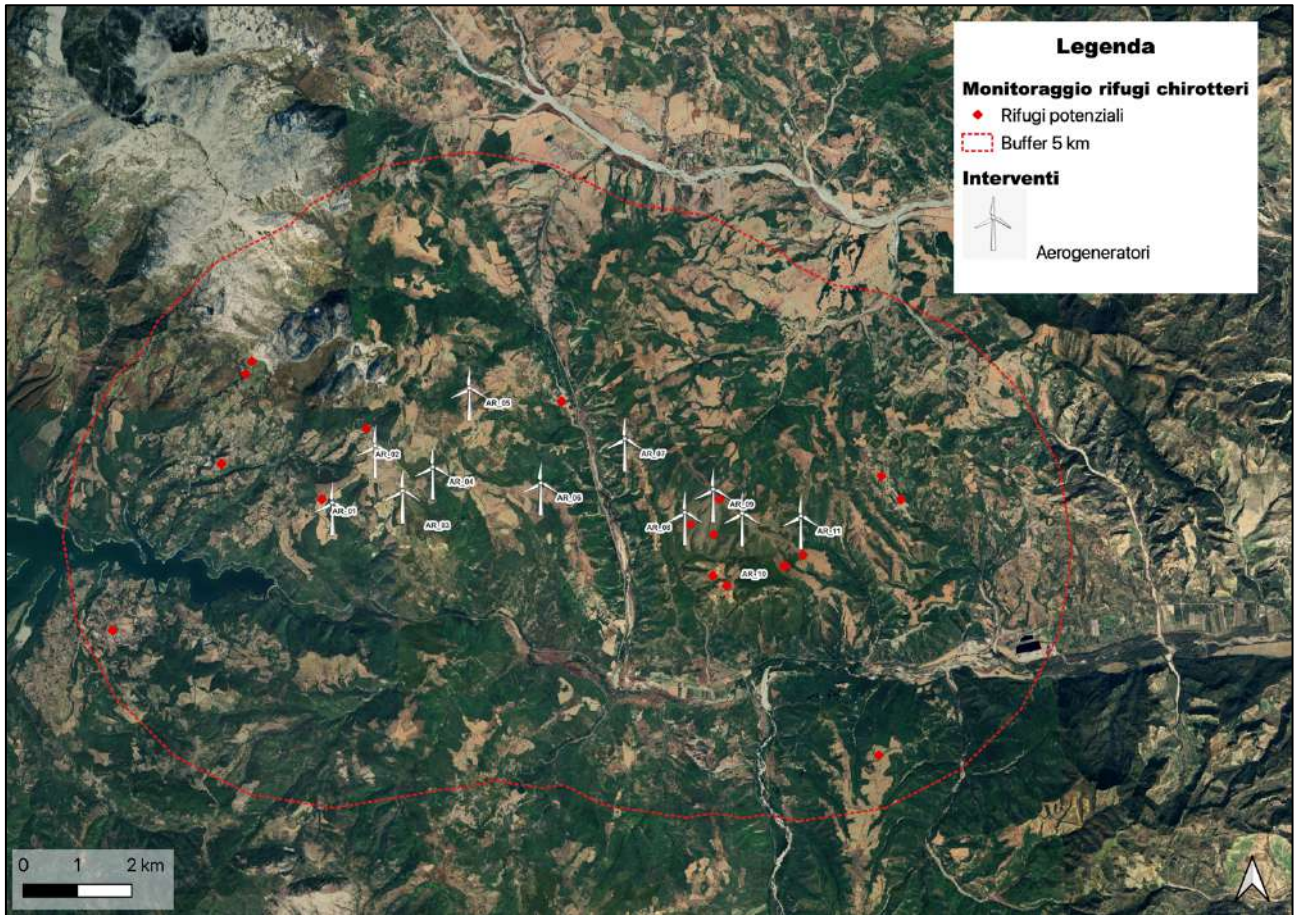 Legenda
Monitoraggio rifugi chirotteri
Rifugi potenziali
Buffer 5 km
Interventi
Aerogeneratori
AR_05
AR_02
AR_07
AR_04
AR_06
AR_01
AR_03
AR_09
AR_08
AR_11
AR_10
0 1 2 km